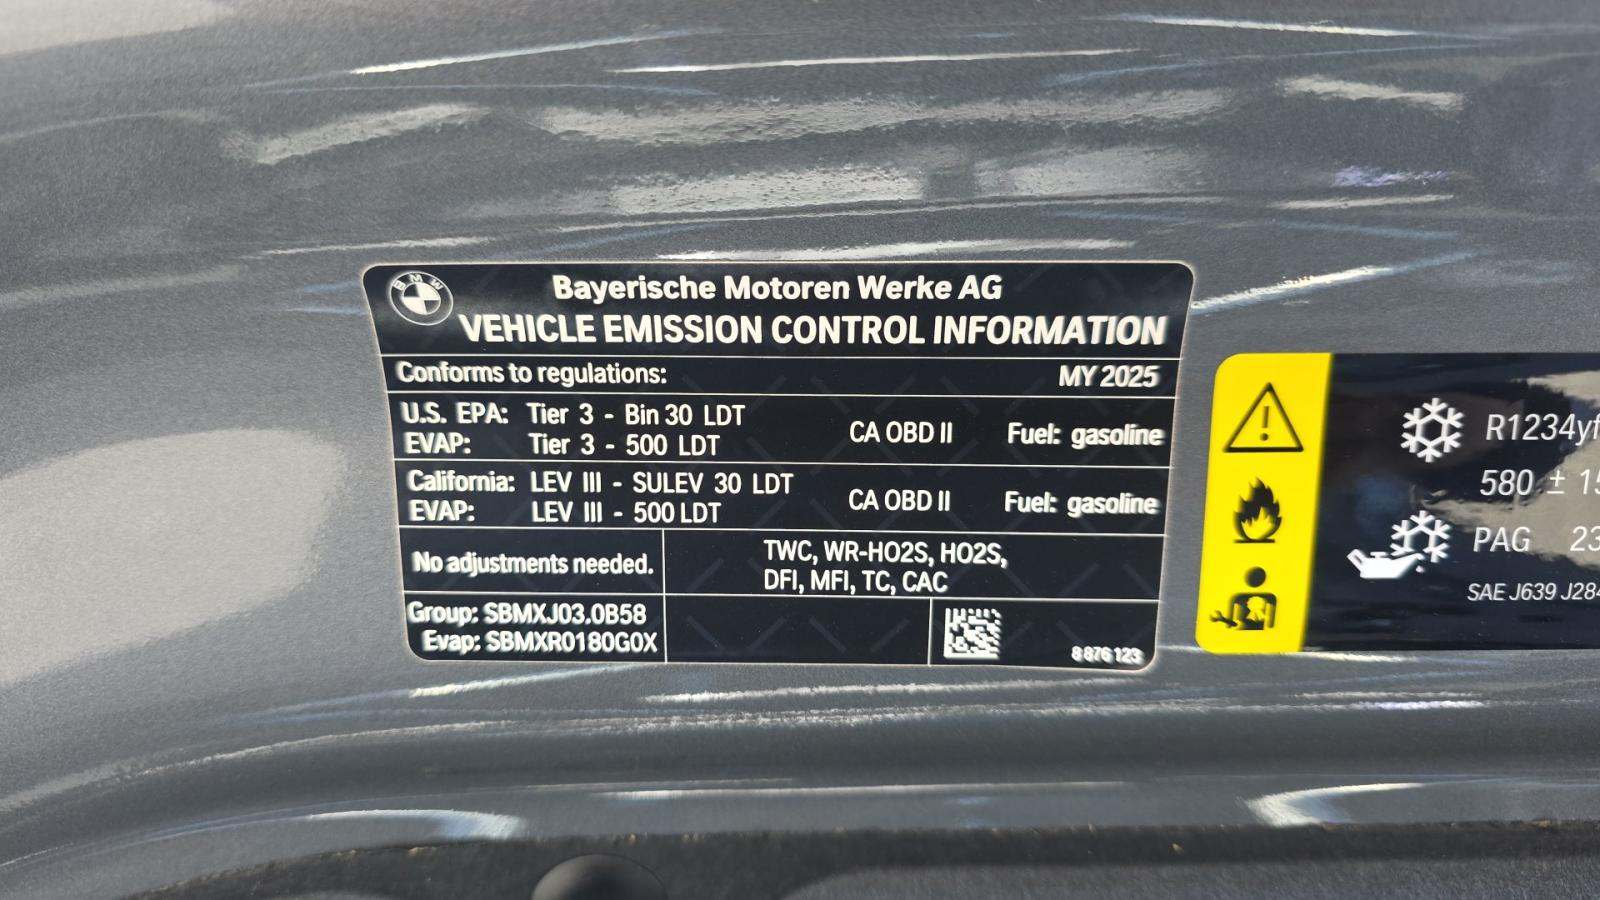 BMW
Bayerische Motoren Werke AG
VEHICLE EMISSION CONTROL INFORMATION
Conforms to regulations: MY 2025
U.S. EPA: Tier 3 - Bin 30 LDT
EVAP: Tier 3 - 500 LDT
CA OBD II Fuel: gasoline
California: LEV III - SULEV 30 LDT
EVAP: LEV III - 500 LDT
CA OBD II Fuel: gasoline
No adjustments needed.
TWC, WR-HO2S, HO2S,
DFI, MFI, TC, CAC
Group: SBMXJ03.0B58
Evap: SBMXR0180G0X
8 876 123
R1234yf
580 ± 15
PAG 23
SAE J639 J284